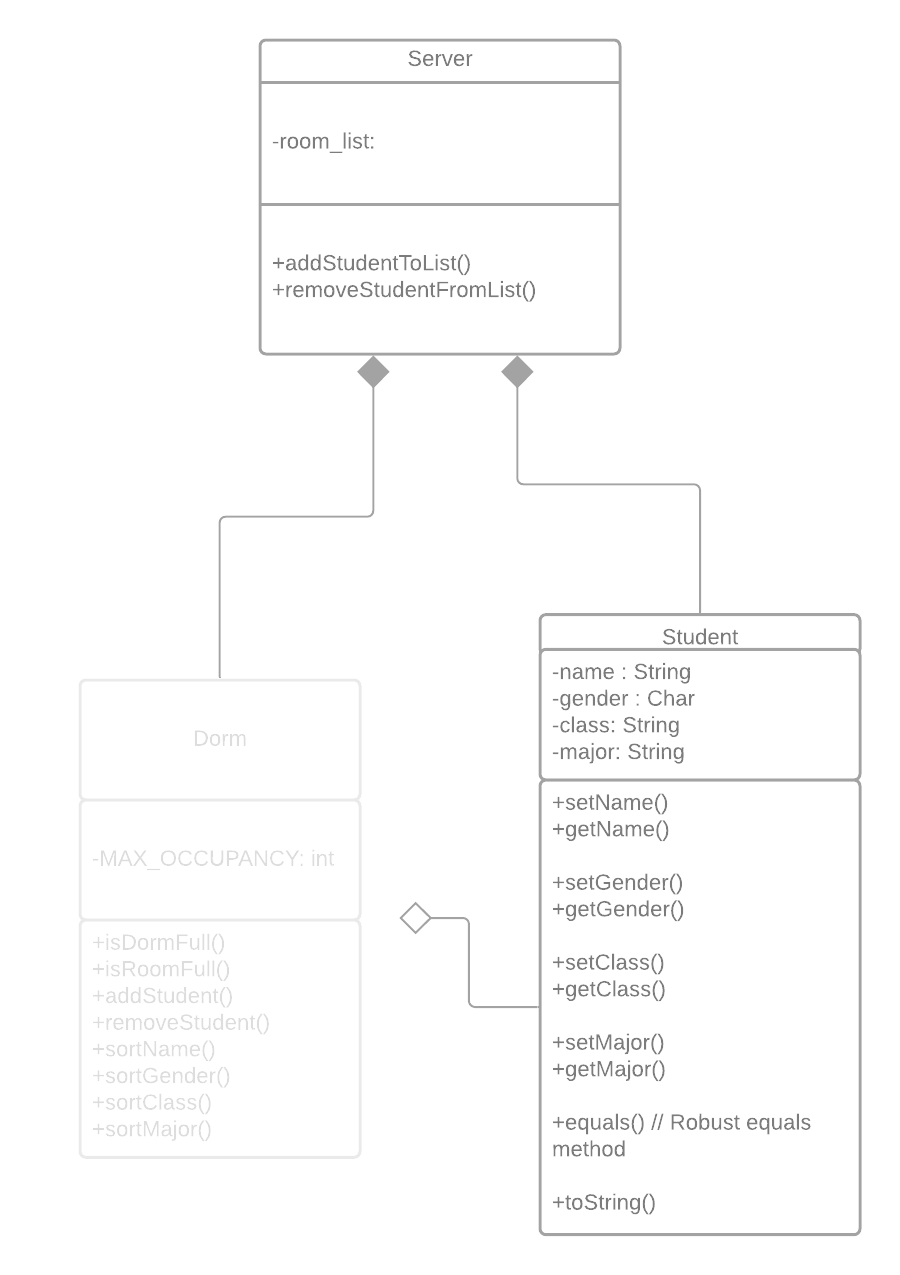 Server
-room_list:
+addStudentToList()
+removeStudentFromList()
Student
-name : String
-gender : Char
-class: String
-major: String
+setName()
+getName()
+setGender()
+getGender()
+setClass()
+getClass()
+setMajor()
+getMajor()
+equals() // Robust equals
method
+toString()
Dorm
-MAX_OCCUPANCY: int
+isDormFull()
+isRoomFull()
+addStudent()
+removeStudent()
+sortName()
+sortGender()
+sortClass()
+sortMajor()